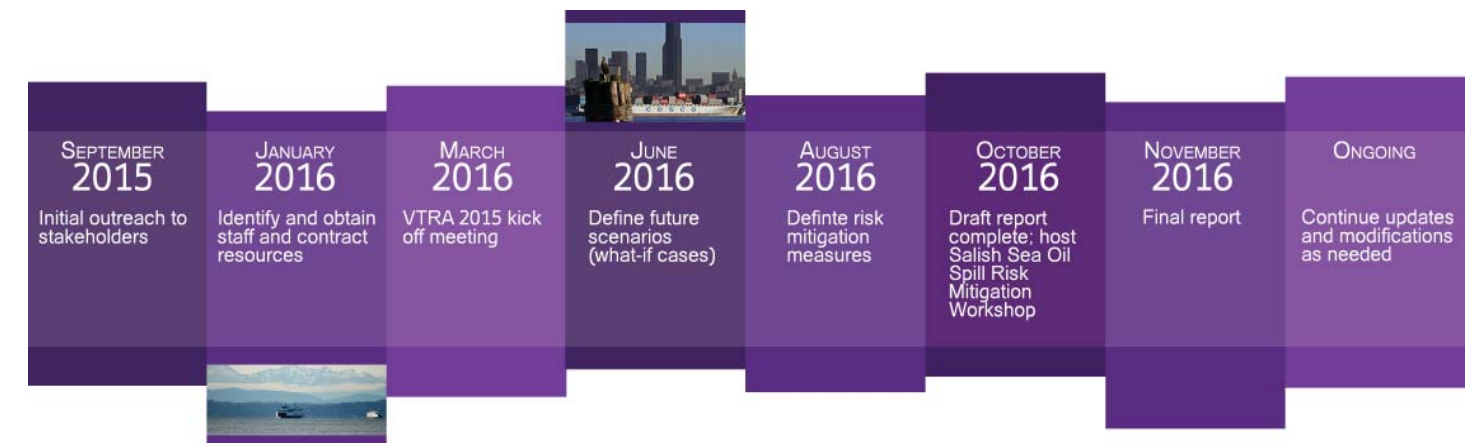 September
2015
Initial outreach to
stakeholders
January
2016
Identify and obtain
staff and contract
resources
March
2016
VTRA 2015 kick
off meeting
June
2016
Define future
scenarios
(what-if cases)
August
2016
Definte risk
mitigation
measures
October
2016
Draft report
complete; host
Salish Sea Oil
Spill Risk
Mitigation
Workshop
November
2016
Final report
Ongoing
Continue updates
and modifications
as needed
COSCO